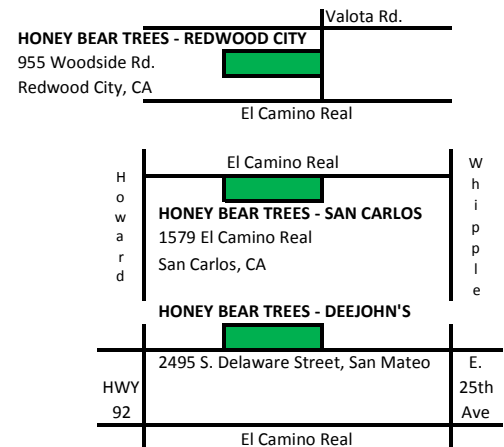 Valota Rd.
HONEY BEAR TREES - REDWOOD CITY
955 Woodside Rd.
Redwood City, CA
El Camino Real
El Camino Real
Howard
Whipple
HONEY BEAR TREES - SAN CARLOS
1579 El Camino Real
San Carlos, CA
HONEY BEAR TREES - DEEJOHN'S
2495 S. Delaware Street, San Mateo
HWY
92
E.
25th
Ave
El Camino Real